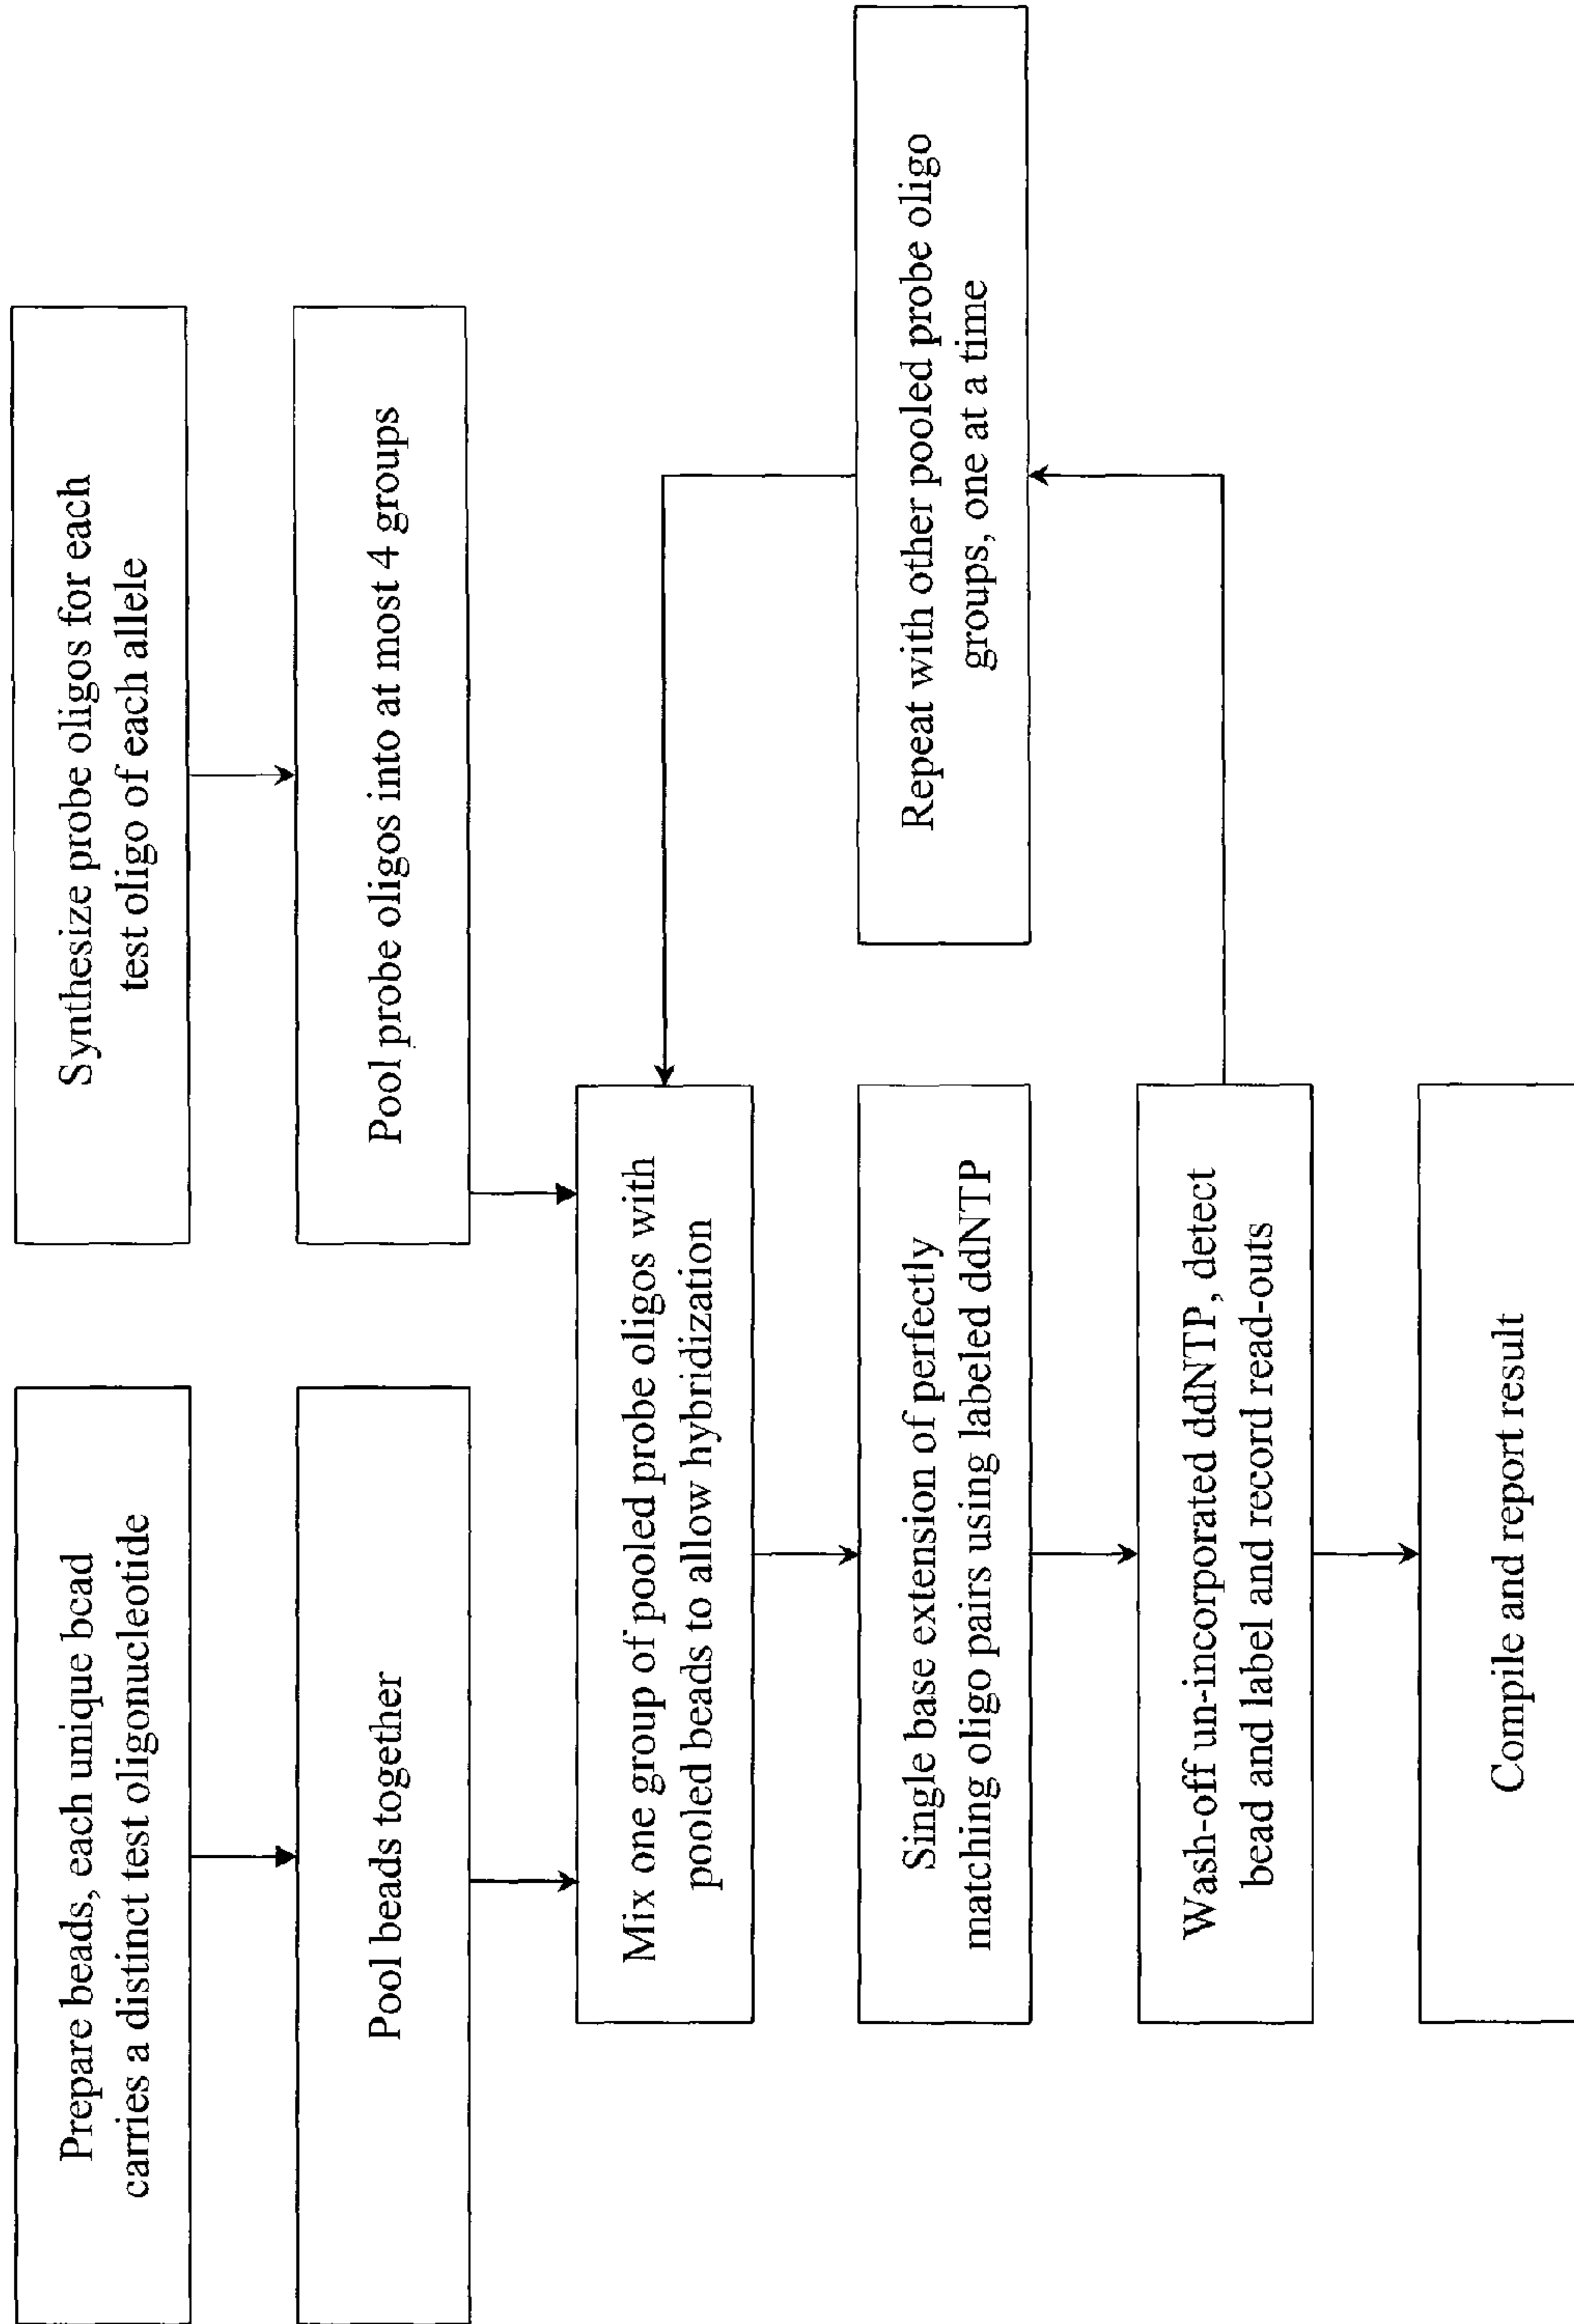 Prepare beads, each unique bcad
carries a distinct test oligonucleotide
Pool beads together
Synthesize probe oligos for each
test oligo of each allele
Pool probe oligos into at most 4 groups
Mix one group of pooled probe oligos with
pooled beads to allow hybridization
Single base extension of perfectly
matching oligo pairs using labeled ddNTP
Wash-off un-incorporated ddNTP, detect
bead and label and record read-outs
Repeat with other pooled probe oligo
groups, one at a time
Compile and report result